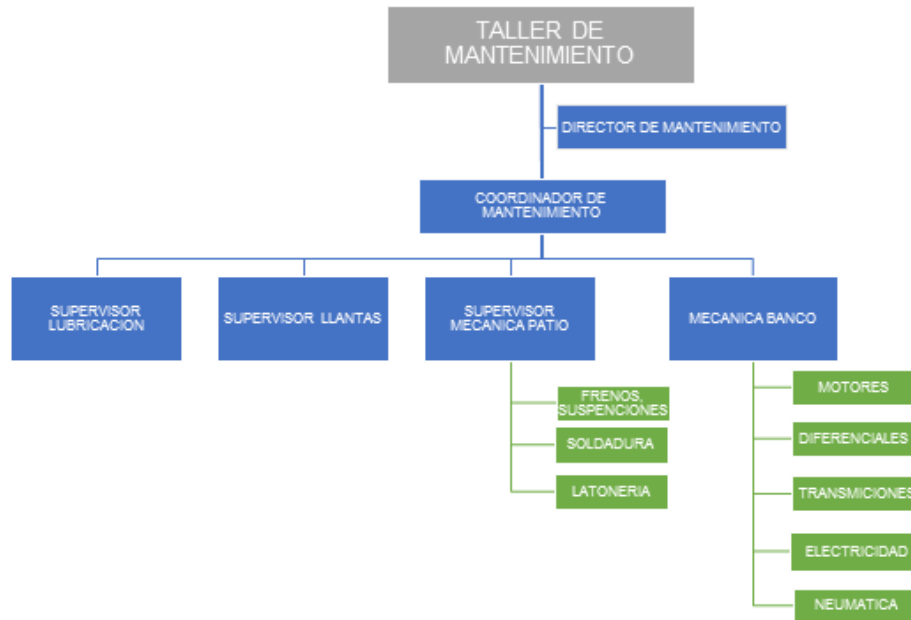 TALLER DE
MANTENIMIENTO
DIRECTOR DE MANTENIMIENTO
COORDINADOR DE
MANTENIMIENTO
SUPERVISOR
LUBRICACION
SUPERVISOR LLANTAS
SUPERVISOR
MECANICA PATIO
MECANICA BANCO
FRENOS,
SUSPENCIONES
SOLDADURA
LATONERIA
MOTORES
DIFERENCIALES
TRANSMICIONES
ELECTRICIDAD
NEUMATICA